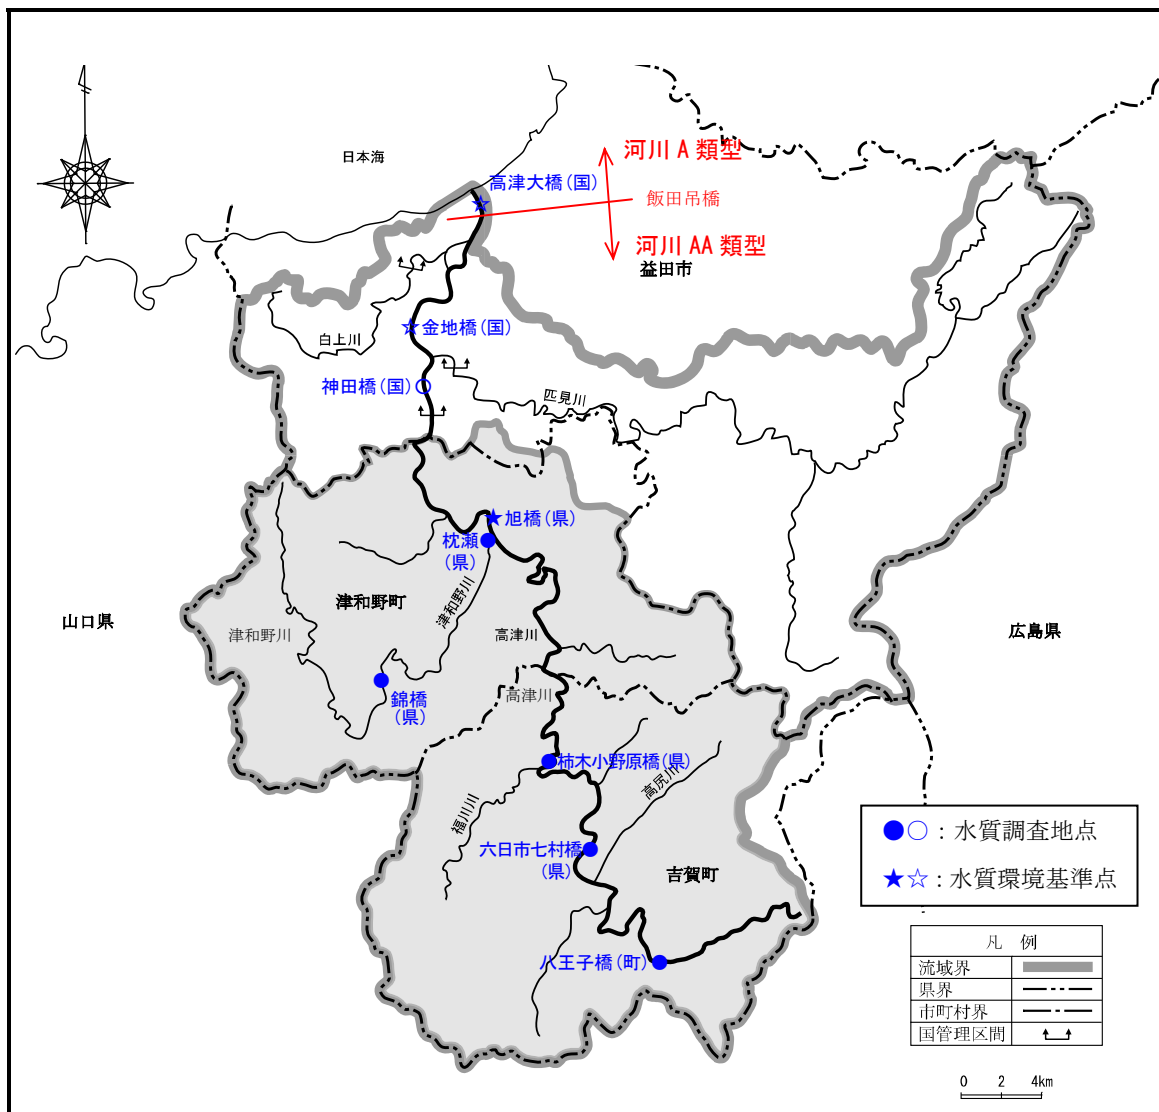 日本海
河川 A 類型
高津大橋(国)
飯田吊橋
河川 AA 類型
益田市
金地橋(国)
白上川
神田橋(国)
匹見川
旭橋(県)
枕瀬
(県)
津和野町
津和野川
山口県
広島県
津和野川
高津川
錦橋
(県)
高津川
柿木小野原橋(県)
高尻川
福川川
六日市七村橋
(県)
吉賀町
八王子橋(町)
●○:水質調査地点
★☆:水質環境基準点
凡 例
流域界
県界
市町村界
国管理区間
0 2 4km